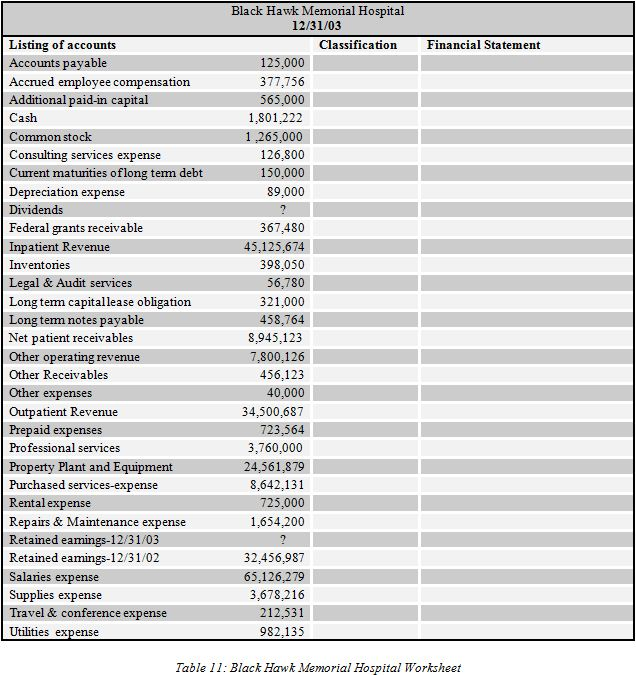 Black Hawk Memorial Hospital
12/31/03
Listing of accounts Classification Financial Statement
Accounts payable 125,000
Accrued employee compensation 377,756
Additional paid-in capital 565,000
Cash 1,801,222
Common stock 1 ,265,000
Consulting services expense 126,800
Current maturities of long term debt 150,000
Depreciation expense 89,000
Dividends ?
Federal grants receivable 367,480
Inpatient Revenue 45,125,674
Inventories 398,050
Legal & Audit services 56,780
Long term capital lease obligation 321,000
Long term notes payable 458,764
Net patient receivables 8,945,123
Other operating revenue 7,800,126
Other Receivables 456,123
Other expenses 40,000
Outpatient Revenue 34,500,687
Prepaid expenses 723,564
Professional services 3,760,000
Property Plant and Equipment 24,561,879
Purchased services-expense 8,642,131
Rental expense 725,000
Repairs & Maintenance expense 1,654,200
Retained earnings-12/31/03 ?
Retained earnings-12/31/02 32,456,987
Salaries expense 65,126,279
Supplies expense 3,678,216
Travel & conference expense 212,531
Utilities expense 982,135
Table 11: Black Hawk Memorial Hospital Worksheet